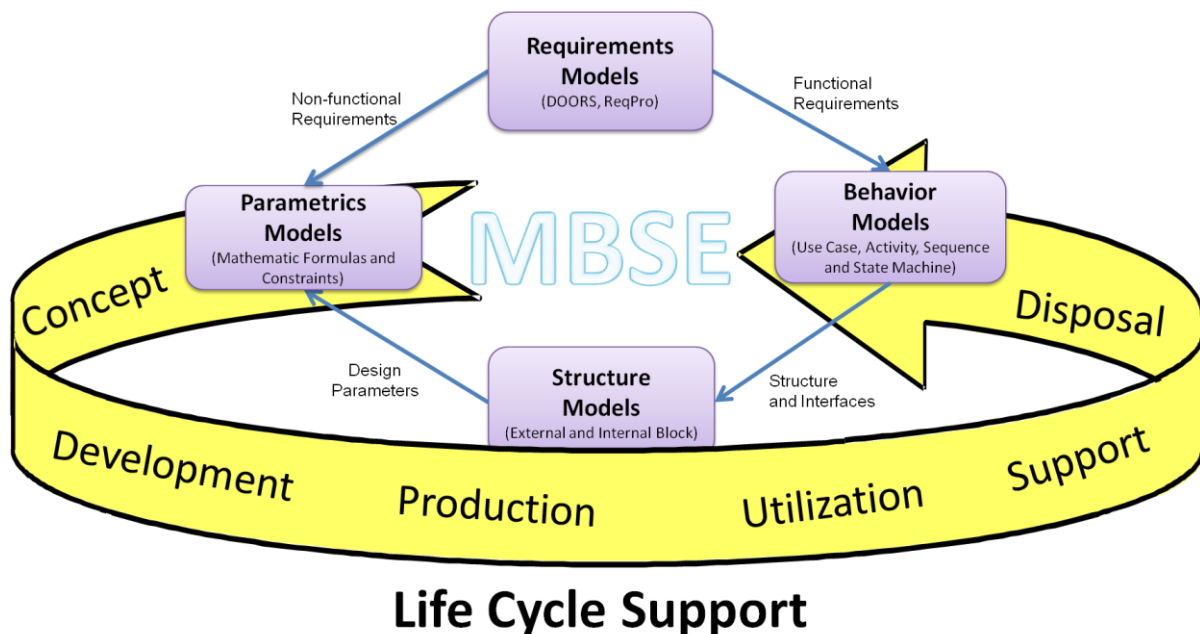 Requirements
Models
(DOORS, ReqPro)
Non-functional
Requirements
Functional
Requirements
Parametrics
Models
(Mathematic Formulas and
Constraints)
MBSE
Behavior
Models
(Use Case, Activity, Sequence
and State Machine)
Concept
Disposal
Design
Parameters
Structure
Models
(External and Internal Block)
Structure
and Interfaces
Development
Production
Utilization
Support
Life Cycle Support